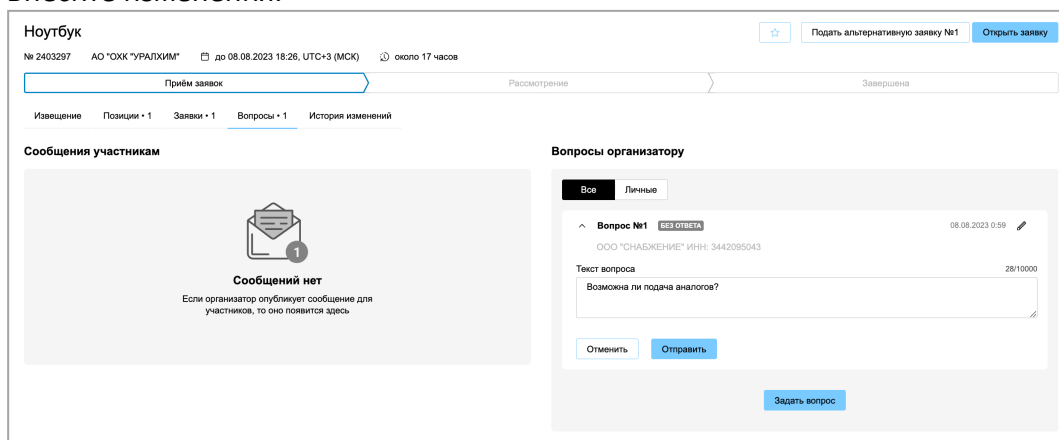 внесите изменения.
Ноутбук
Подать альтернативную заявку №1
Открыть заявку
№ 2403297 АО "ОХК "УРАЛХИМ" до 08.08.2023 18:26, UTC+3 (МСК) около 17 часов
Приём заявок
Рассмотрение
Завершена
Извещение Позиции • 1 Заявки • 1 Вопросы • 1 История изменений
Сообщения участникам
1
Сообщений нет
Если организатор опубликует сообщение для
участников, то оно появится здесь
Вопросы организатору
Все Личные
Вопрос №1 БЕЗ ОТВЕТА 08.08.2023 0:59
ООО "СНАБЖЕНИЕ" ИНН: 3442095043
Текст вопроса 28/10000
Возможна ли подача аналогов?
Отменить Отправить
Задать вопрос